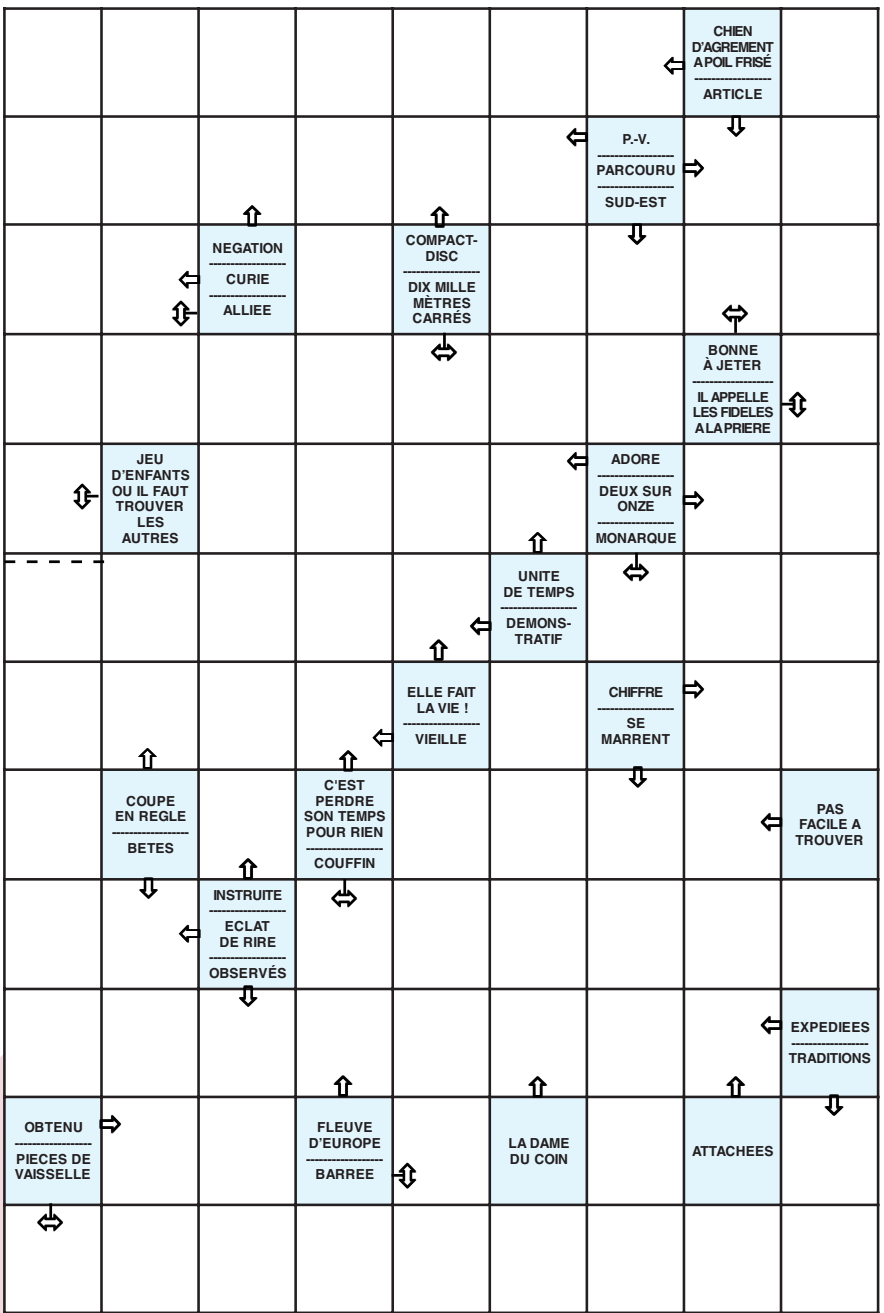 CHIEN
D'AGREMENT
A POIL FRISÉ
ARTICLE
P.-V.
PARCOURU
SUD-EST
NEGATION
CURIE
ALLIEE
COMPACT-
DISC
DIX MILLE
MÈTRES
CARRÉS
BONNE
À JETER
IL APPELLE
LES FIDELES
A LA PRIERE
JEU
D'ENFANTS
OU IL FAUT
TROUVER
LES
AUTRES
ADORE
DEUX SUR
ONZE
MONARQUE
UNITE
DE TEMPS
DEMONS-
TRATIF
ELLE FAIT
LA VIE !
VIEILLE
CHIFFRE
SE
MARRENT
COUPE
EN REGLE
BETES
C'EST
PERDRE
SON TEMPS
POUR RIEN
COUFFIN
PAS
FACILE A
TROUVER
INSTRUITE
ECLAT
DE RIRE
OBSERVÉS
EXPEDIEES
TRADITIONS
OBTENU
PIECES DE
VAISSELLE
FLEUVE
D'EUROPE
BARREE
LA DAME
DU COIN
ATTACHEES